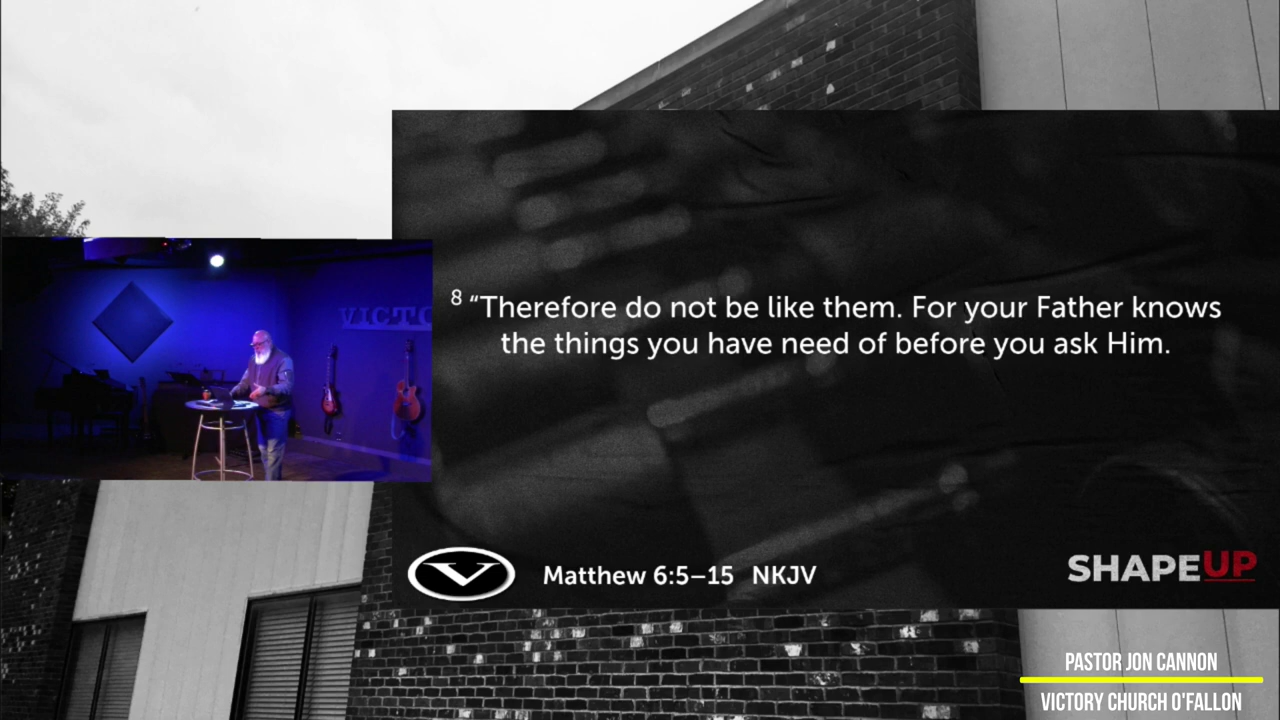 VICTO
8 “Therefore do not be like them. For your Father knows
the things you have need of before you ask Him.
V
Matthew 6:5–15 NKJV
SHAPEUP
PASTOR JON CANNON
VICTORY CHURCH O'FALLON